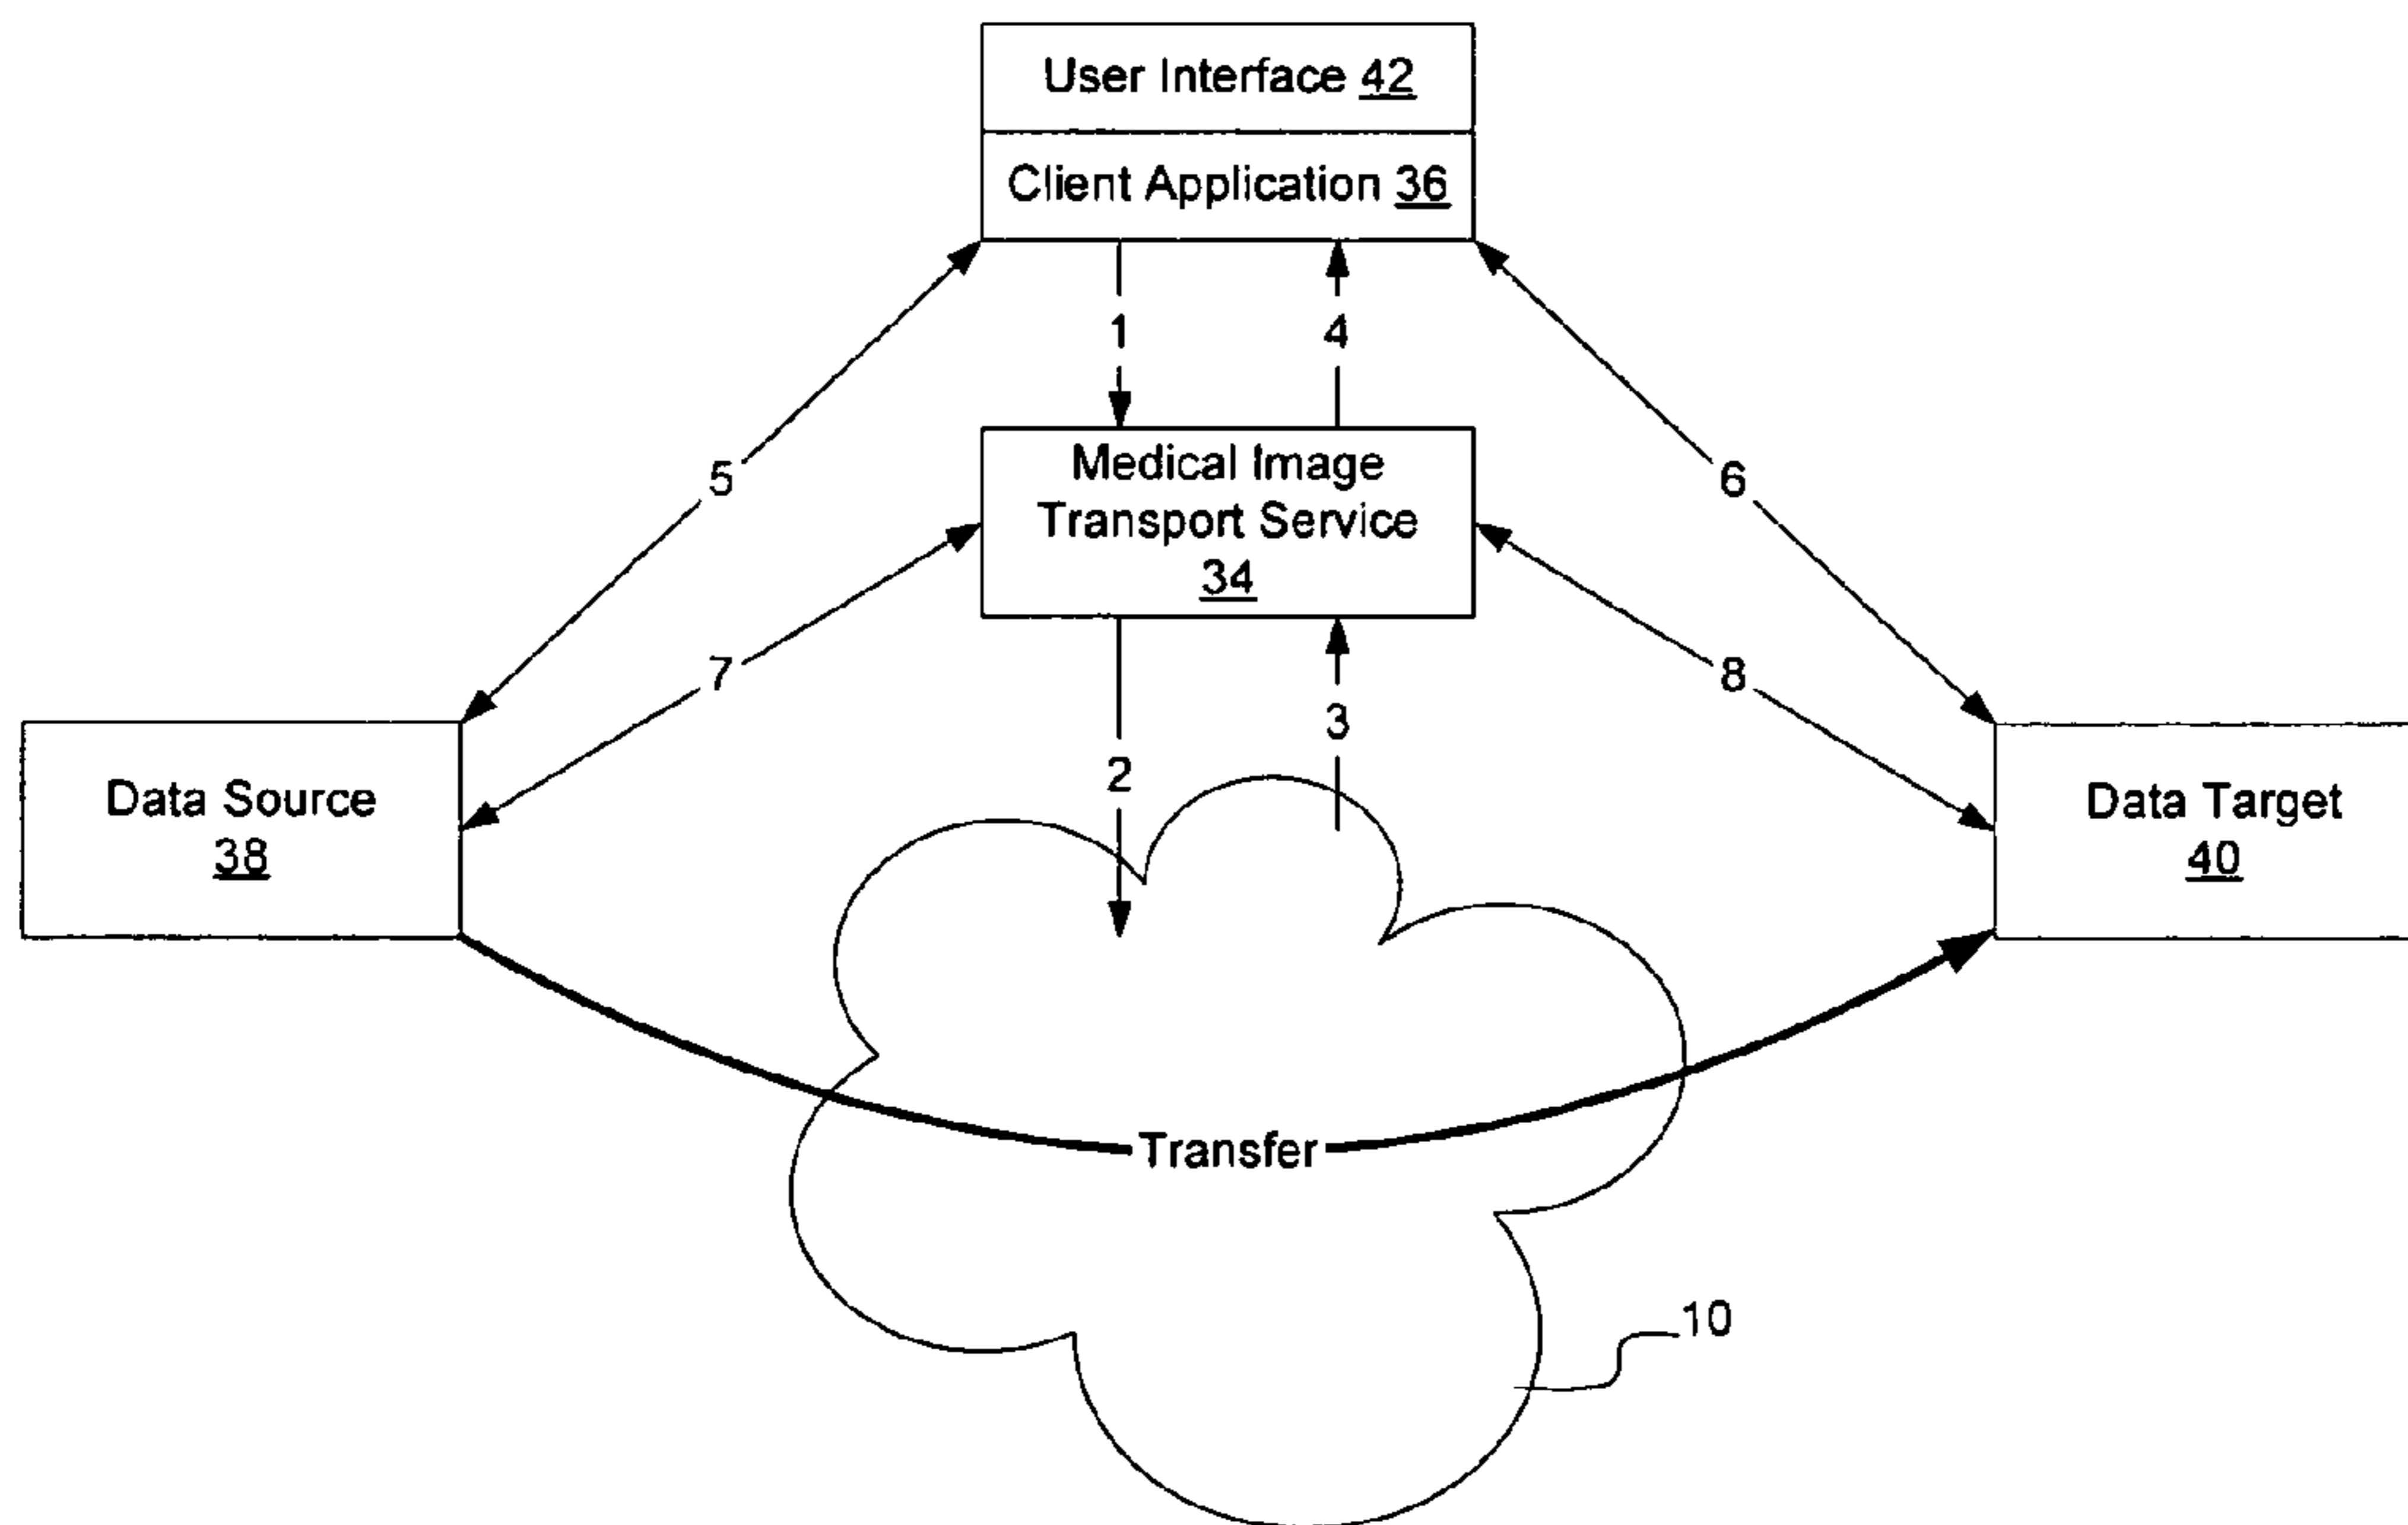 User Interface 42
Client Application 36
1
4
5
6
Medical Image
Transport Service
34
7
8
3
2
Data Source
38
Data Target
40
Transfer
10